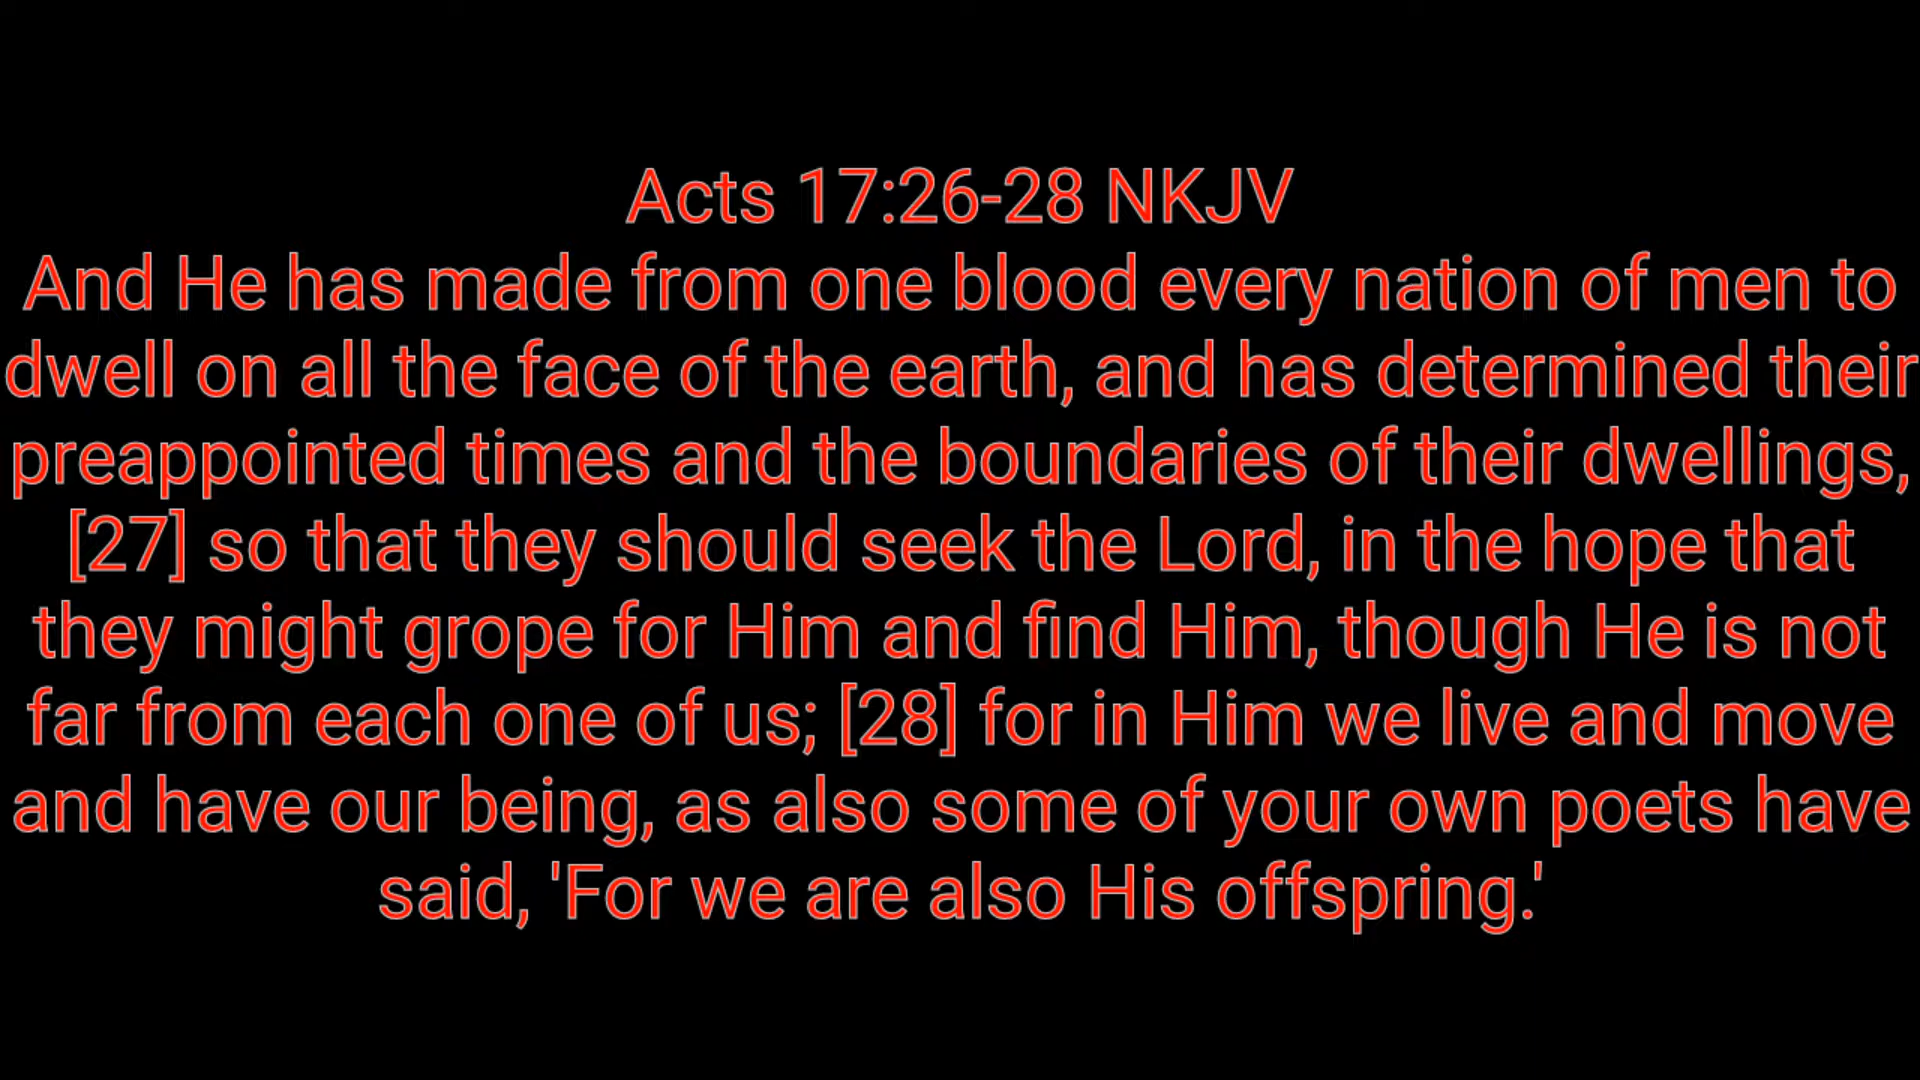 Acts 17:26-28 NKJV
And He has made from one blood every nation of men to
dwell on all the face of the earth, and has determined their
preappointed times and the boundaries of their dwellings,
[27] so that they should seek the Lord, in the hope that
they might grope for Him and find Him, though He is not
far from each one of us; [28] for in Him we live and move
and have our being, as also some of your own poets have
said, 'For we are also His offspring.'